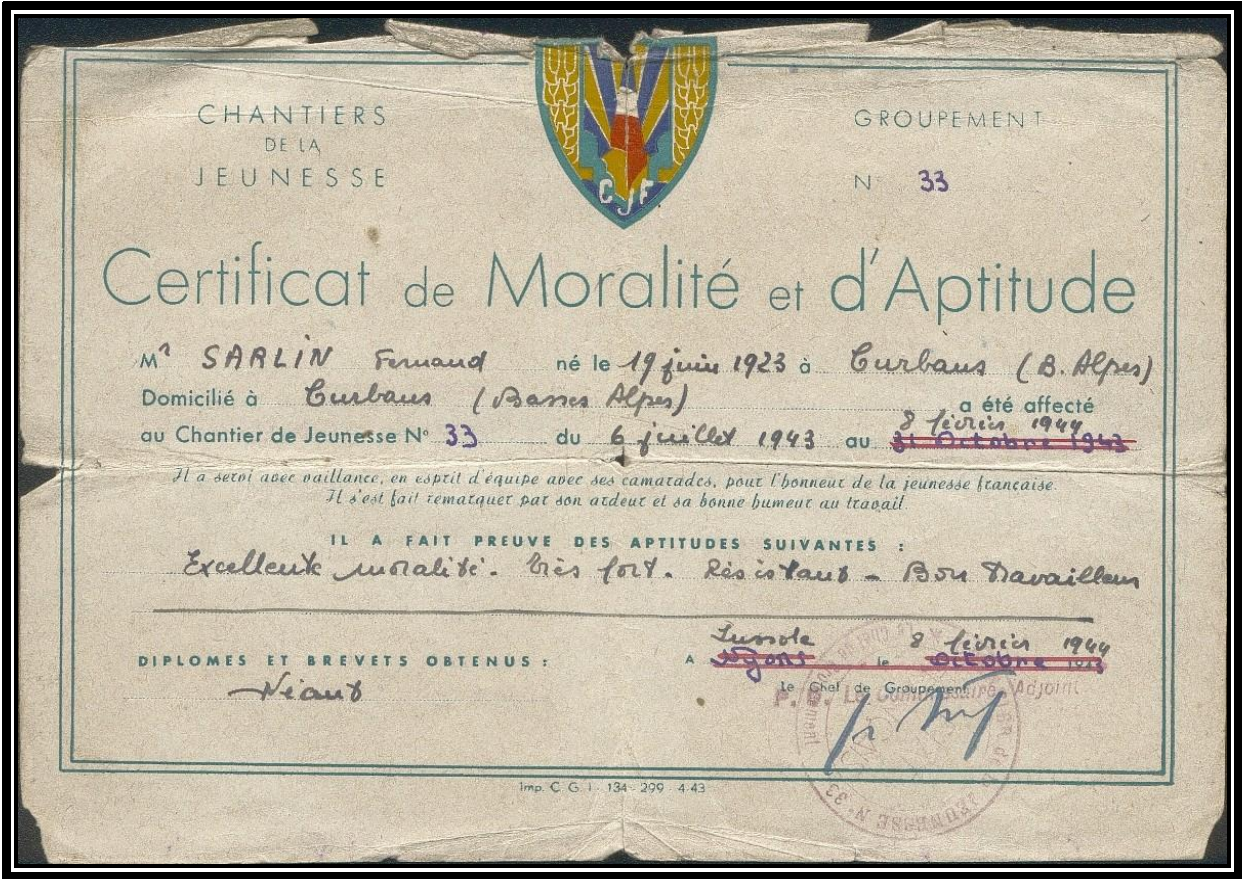 CHANTIERS
DE LA
JEUNESSE
CJF
GROUPEMENT
N° 33
Certificat de Moralité et d'Aptitude
Mr SARLIN Fernand né le 19 juin 1923 à Curbans (B. Alpes)
Domicilié à Curbans (Basses Alpes) a été affecté
8 février 1944
au Chantier de Jeunesse No 33 du 6 juillet 1943 au 31 Octobre 1943
Il a servi avec vaillance, en esprit d'équipe avec ses camarades, pour l'honneur de la jeunesse française.
Il s'est fait remarquer par son ardeur et sa bonne humeur au travail.
IL A FAIT PREUVE DES APTITUDES SUIVANTES :
Excellente moralité. Très fort. Résistant - Bon travailleur
8 février 1944
DIPLOMES ET BREVETS OBTENUS : A Nyons le Octobre 1943
Néant
Le Chef de Groupement
P. Le Commissaire Adjoint
JEUNESSE N° 33
Imp. C G I - 134 - 299 4-43